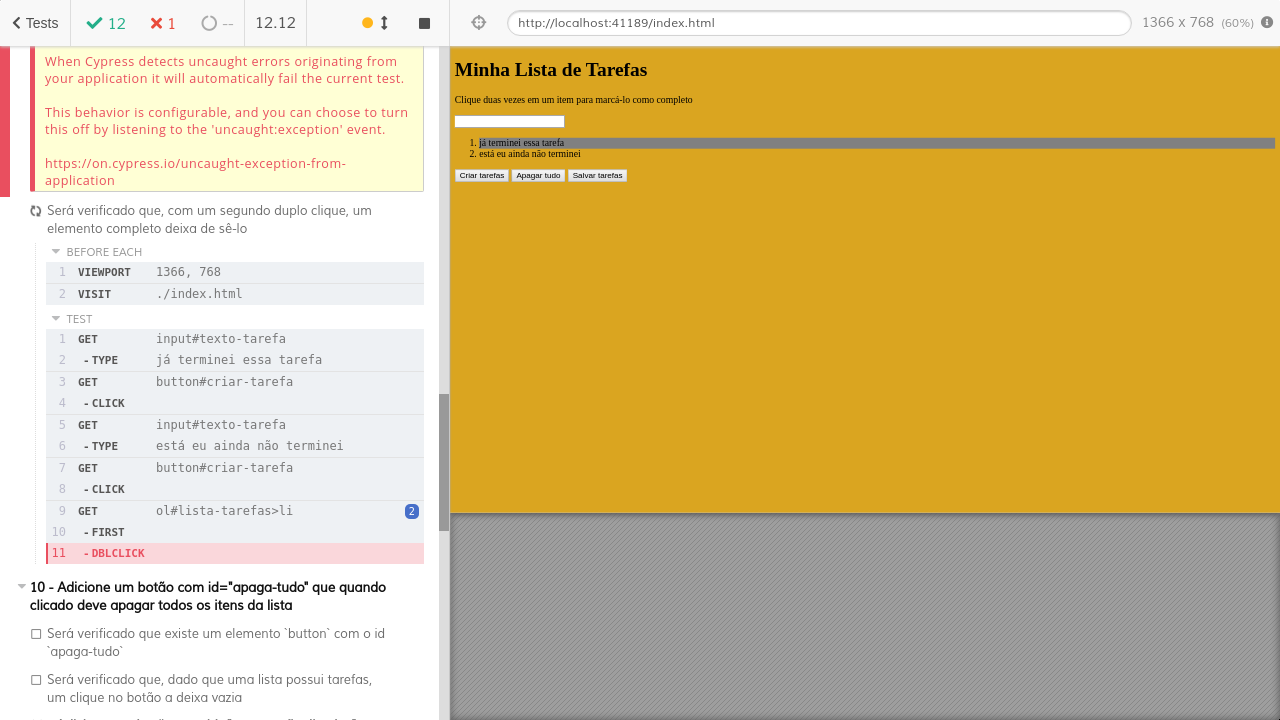 Tests
12
1
--
12.12
http://localhost:41189/index.html
1366 x 768 (60%)
When Cypress detects uncaught errors originating from
your application it will automatically fail the current test.
This behavior is configurable, and you can choose to turn
this off by listening to the 'uncaught:exception' event.
https://on.cypress.io/uncaught-exception-from-
application
Será verificado que, com um segundo duplo clique, um
elemento completo deixa de sê-lo
BEFORE EACH
1 VIEWPORT 1366, 768
2 VISIT ./index.html
TEST
1 GET input#texto-tarefa
2 -TYPE já terminei essa tarefa
3 GET button#criar-tarefa
4 -CLICK
5 GET input#texto-tarefa
6 -TYPE está eu ainda não terminei
7 GET button#criar-tarefa
8 -CLICK
9 GET ol#lista-tarefas>li 2
10 -FIRST
11 -DBLCLICK
10 - Adicione um botão com id="apaga-tudo" que quando
clicado deve apagar todos os itens da lista
Será verificado que existe um elemento `button` com o id
`apaga-tudo`
Será verificado que, dado que uma lista possui tarefas,
um clique no botão a deixa vazia
Minha Lista de Tarefas
Clique duas vezes em um item para marcá-lo como completo
1. já terminei essa tarefa
2. está eu ainda não terminei
Criar tarefas Apagar tudo Salvar tarefas